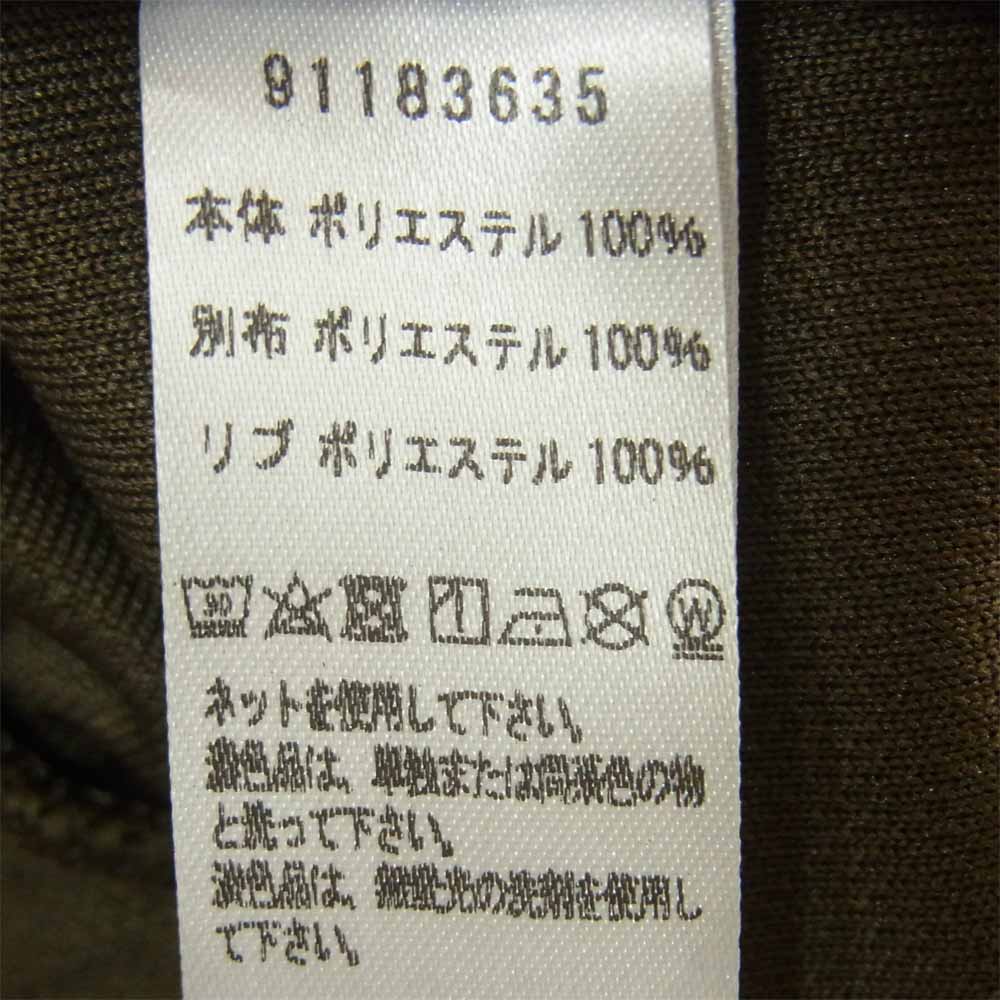 91183635
本体 ポリエステル 100%
別布 ポリエステル 100%
リブ ポリエステル 100%
W
ネットを使用して下さい。
濃色品は、単独または同系色の物
と洗って下さい。
淡色品は、無蛍光の洗剤を使用し
て下さい。